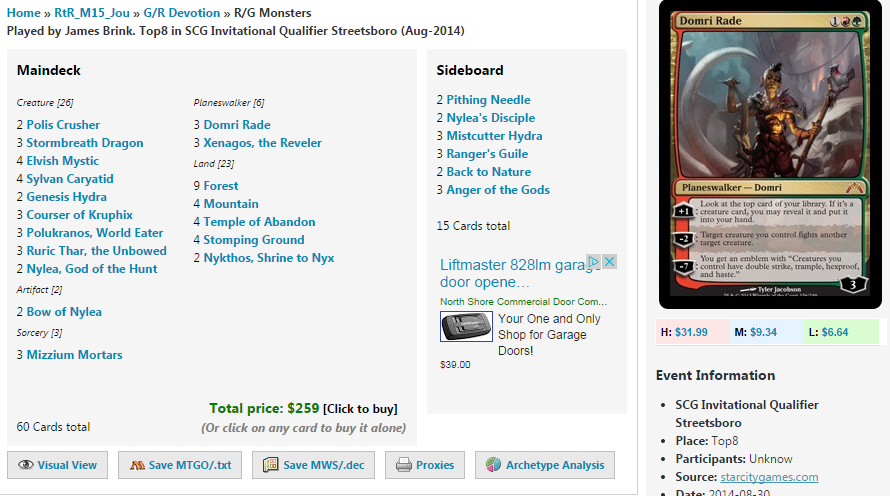 Home » RtR_M15_Jou » G/R Devotion » R/G Monsters
Played by James Brink. Top8 in SCG Invitational Qualifier Streetsboro (Aug-2014)
Maindeck
Creature [26]
2 Polis Crusher
3 Stormbreath Dragon
4 Elvish Mystic
4 Sylvan Caryatid
2 Genesis Hydra
3 Courser of Kruphix
3 Polukranos, World Eater
3 Ruric Thar, the Unbowed
2 Nylea, God of the Hunt
Artifact [2]
2 Bow of Nylea
Sorcery [3]
3 Mizzium Mortars
Planeswalker [6]
3 Domri Rade
3 Xenagos, the Reveler
Land [23]
9 Forest
4 Mountain
4 Temple of Abandon
4 Stomping Ground
2 Nykthos, Shrine to Nyx
60 Cards total
Total price: $259 [Click to buy]
(Or click on any card to buy it alone)
Sideboard
2 Pithing Needle
2 Nylea's Disciple
3 Mistcutter Hydra
3 Ranger's Guile
2 Back to Nature
3 Anger of the Gods
15 Cards total
Liftmaster 828lm garage
door opene…
North Shore Commercial Door Com…
Your One and Only
Shop for Garage
Doors!
$39.00
Visual View
Save MTGO/.txt
Save MWS/.dec
Proxies
Archetype Analysis
Domri Rade
1
Planeswalker — Domri
+1: Look at the top card of your library. If it's
a creature card, you may reveal it and put it
into your hand.
-2: Target creature you control fights another
target creature.
-7: You get an emblem with "Creatures you
control have double strike, trample, hexproof,
and haste."
Tyler Jacobson
3
H: $31.99
M: $9.34
L: $6.64
Event Information
• SCG Invitational Qualifier
Streetsboro
• Place: Top8
• Participants: Unknow
• Source: starcitygames.com
• Date: 2014-08-30